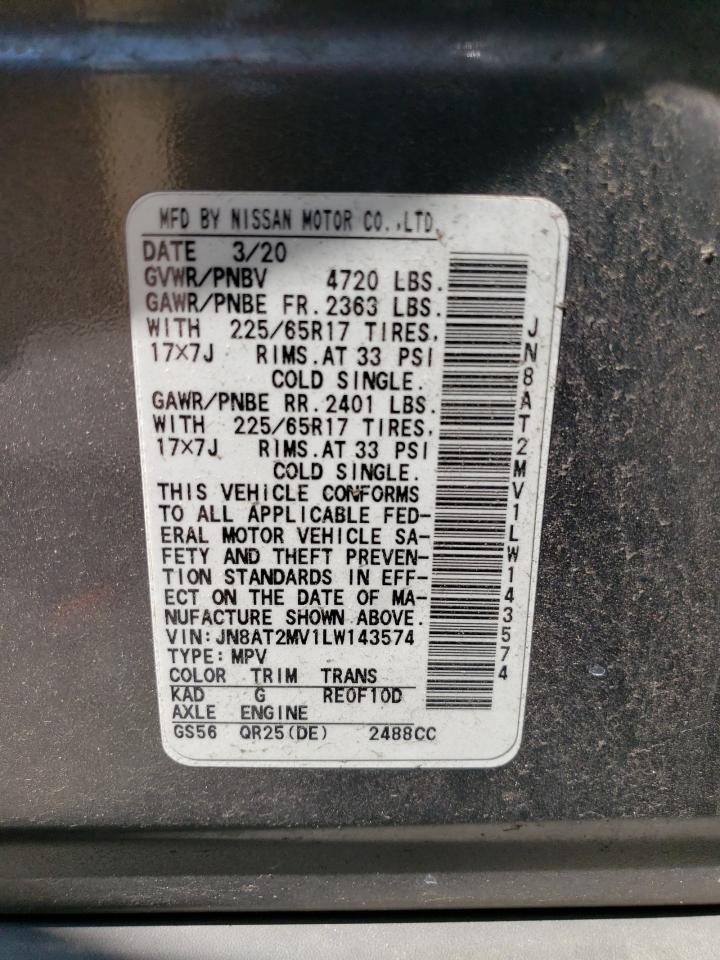 MFD BY NISSAN MOTOR CO.,LTD.
DATE 3/20
GVWR/PNBV 4720 LBS.
GAWR/PNBE FR. 2363 LBS.
WITH 225/65R17 TIRES,
17×7J RIMS. AT 33 PSI
COLD SINGLE.
GAWR/PNBE RR. 2401 LBS.
WITH 225/65R17 TIRES,
17×7J RIMS. AT 33 PSI
COLD SINGLE.
THIS VEHICLE CONFORMS
TO ALL APPLICABLE FED-
ERAL MOTOR VEHICLE SA-
FETY AND THEFT PREVEN-
TION STANDARDS IN EFF-
ECT ON THE DATE OF MA-
NUFACTURE SHOWN ABOVE.
VIN:JN8AT2MV1LW143574
TYPE: MPV
COLOR TRIM TRANS
KAD G RE0F10D
AXLE ENGINE
GS56 QR25(DE) 2488CC
JN8AT2MV1LW143574